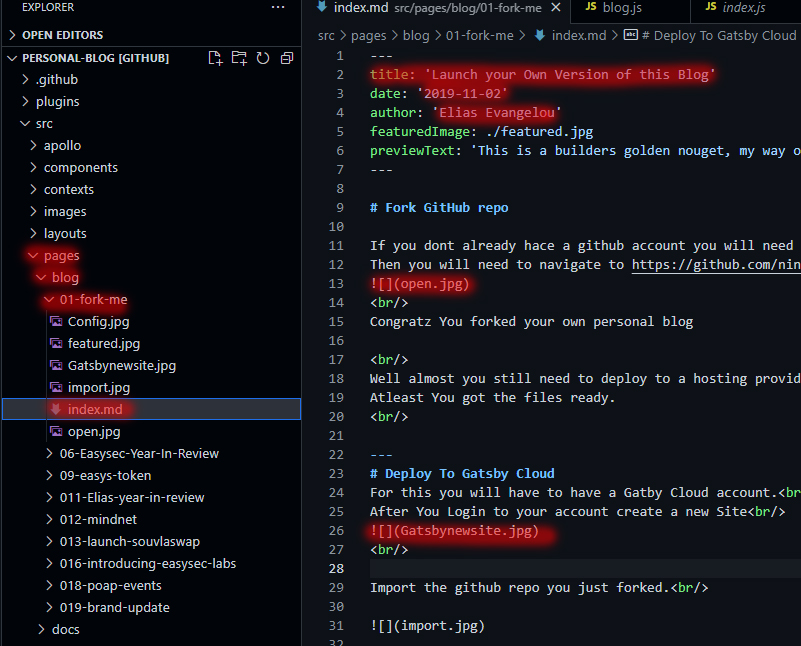 EXPLORER
OPEN EDITORS
PERSONAL-BLOG [GITHUB]
.github
plugins
src
apollo
components
contexts
images
layouts
pages
blog
01-fork-me
Config.jpg
featured.jpg
Gatsbynewsite.jpg
import.jpg
index.md
open.jpg
06-Easysec-Year-In-Review
09-easys-token
011-Elias-year-in-review
012-mindnet
013-launch-souvlaswap
016-introducing-easysec-labs
018-poap-events
019-brand-update
docs
index.md src/pages/blog/01-fork-me
JS blog.js
JS index.js
src > pages > blog > 01-fork-me > index.md > abc # Deploy To Gatsby Cloud
1 ---
2 title: 'Launch your Own Version of this Blog'
3 date: '2019-11-02'
4 author: 'Elias Evangelou'
5 featuredImage: ./featured.jpg
6 previewText: 'This is a builders golden nouget, my way o
7 ---
8
9 # Fork GitHub repo
10
11 If you dont already hace a github account you will need
12 Then you will need to navigate to https://github.com/nin
13 ![](open.jpg)
14 <br/>
15 Congratz You forked your own personal blog
16
17 <br/>
18 Well almost you still need to deploy to a hosting provid
19 Atleast You got the files ready.
20 <br/>
21
22 ---
23 # Deploy To Gatsby Cloud
24 For this you will have to have a Gatby Cloud account.<br
25 After You Login to your account create a new Site<br/>
26 ![](Gatsbynewsite.jpg)
27 <br/>
28
29 Import the github repo you just forked.<br/>
30
31 ![](import.jpg)
32